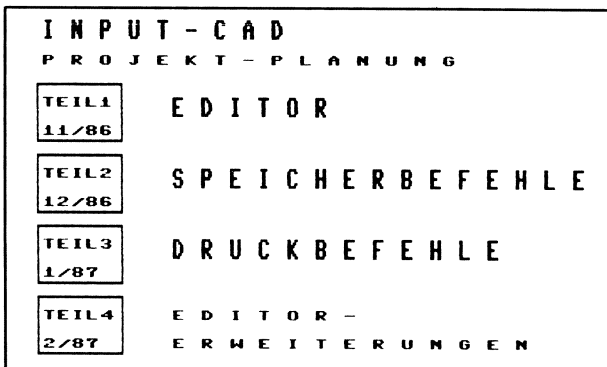 INPUT-CAD
PROJEKT-PLANUNG
TEIL1
11/86
EDITOR
TEIL2
12/86
SPEICHERBEFEHLE
TEIL3
1/87
DRUCKBEFEHLE
TEIL4
2/87
EDITOR-
ERWEITERUNGEN